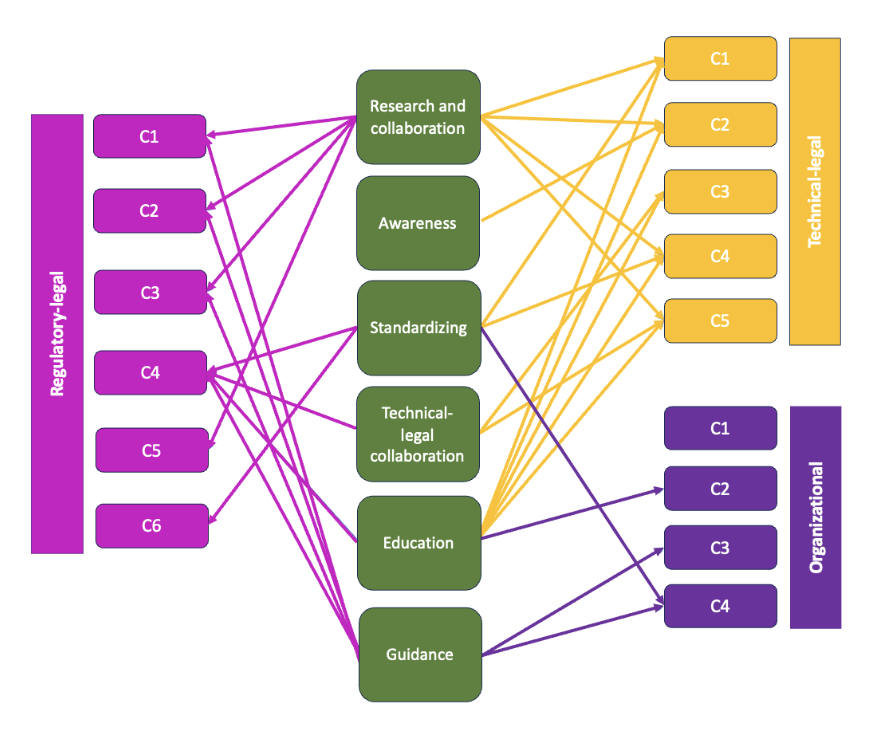 Regulatory-legal
C1
C2
C3
C4
C5
C6
Research and
collaboration
Awareness
Standardizing
Technical-
legal
collaboration
Education
Guidance
C1
C2
C3
C4
C5
Technical-legal
C1
C2
C3
C4
Organizational